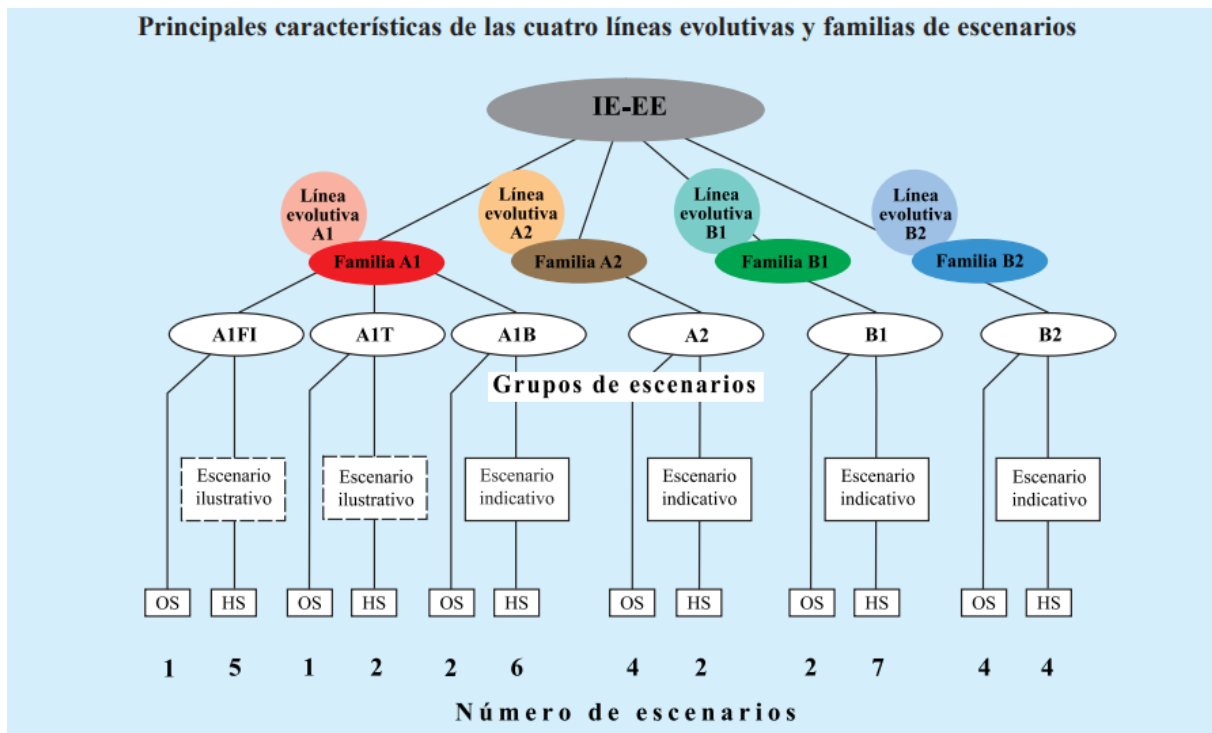 Principales características de las cuatro líneas evolutivas y familias de escenarios
IE-EE
Línea
evolutiva
A1
Línea
evolutiva
A2
Línea
evolutiva
B1
Línea
evolutiva
B2
Familia A1
Familia A2
Familia B1
Familia B2
A1FI
A1T
A1B
A2
B1
B2
Grupos de escenarios
Escenario
ilustrativo
Escenario
ilustrativo
Escenario
indicativo
Escenario
indicativo
Escenario
indicativo
Escenario
indicativo
OS HS OS HS OS HS OS HS OS HS OS HS
1 5 1 2 2 6 4 2 2 7 4 4
Número de escenarios